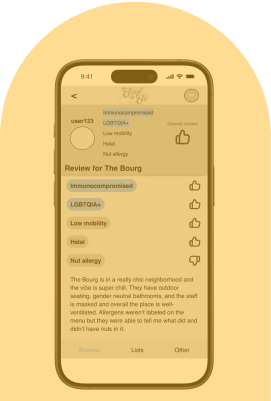 9:41
<
Immunocompromised
user123
LGBTQIA+
Overall review
Low mobility
Halal
Nut allergy
Review for The Bourg
Immunocompromised
LGBTQIA+
Low mobility
Halal
Nut allergy
The Bourg is in a really chic neighborhood and
the vibe is super chill. They have outdoor
seating, gender neutral bathrooms, and the staff
is masked and overall the place is well-
ventilated. Allergens weren't labeled on the
menu but they were able to tell me what did and
didn't have nuts in it.
Browse
Lists
Other